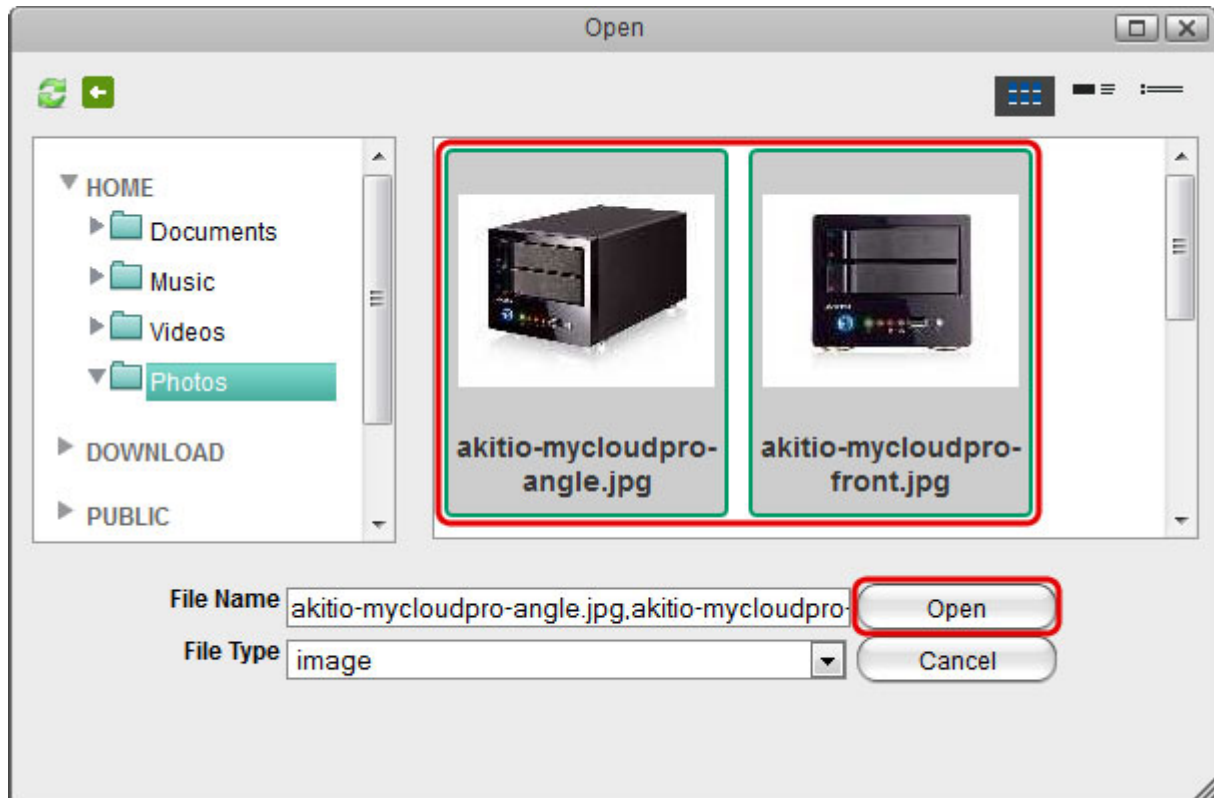 Open
HOME
Documents
Music
Videos
Photos
DOWNLOAD
PUBLIC
akitio-mycloudpro-
angle.jpg
akitio-mycloudpro-
front.jpg
File Name akitio-mycloudpro-angle.jpg,akitio-mycloudpro- Open
File Type image Cancel